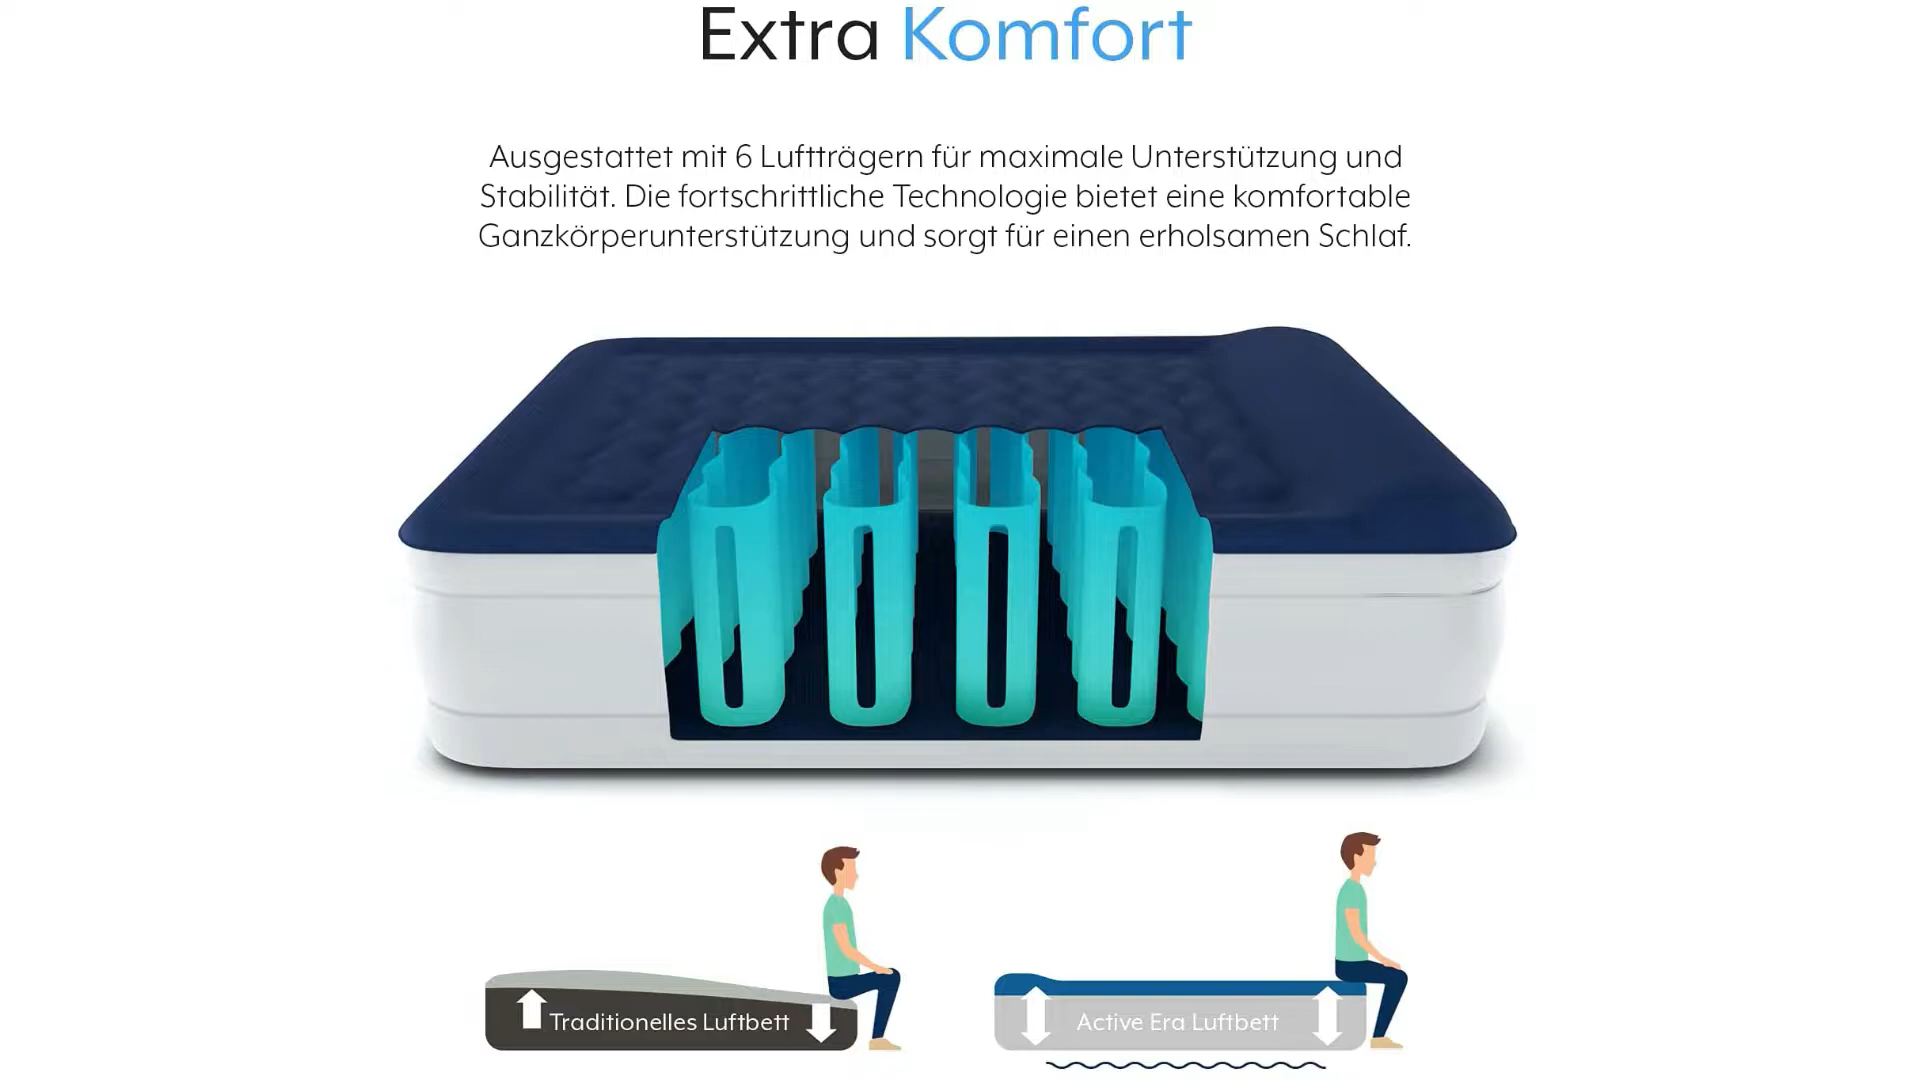 Extra Komfort
Ausgestattet mit 6 Luftträgern für maximale Unterstützung und
Stabilität. Die fortschrittliche Technologie bietet eine komfortable
Ganzkörperunterstützung und sorgt für einen erholsamen Schlaf.
Traditionelles Luftbett
Active Era Luftbett